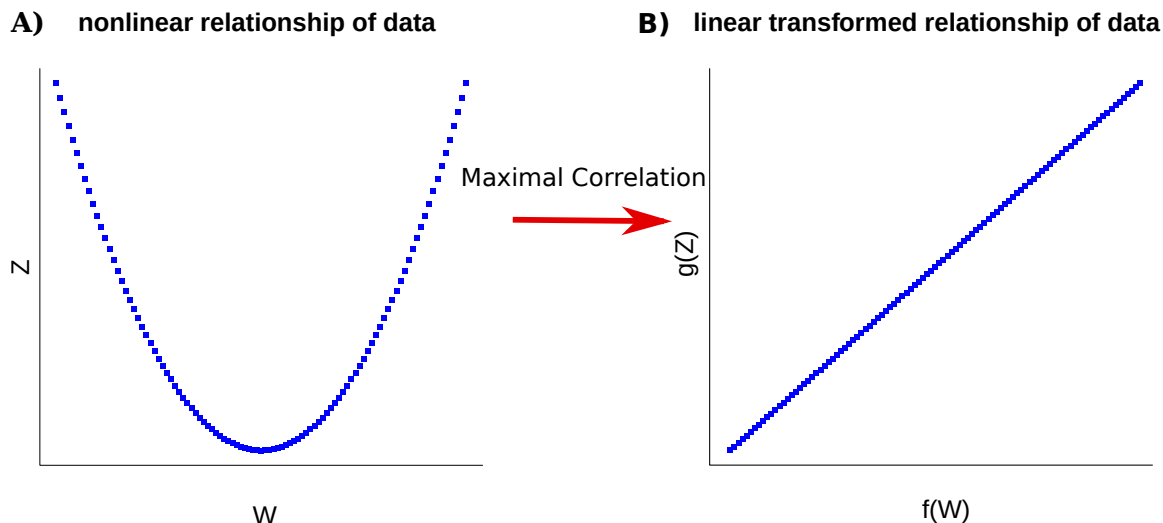 A) nonlinear relationship of data
B) linear transformed relationship of data
Maximal Correlation
Z
W
g(Z)
f(W)